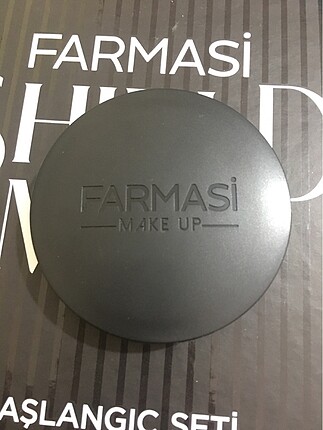 FARMASİ
FARMASİ
MAKE UP
AŞLANGIÇ SETİ